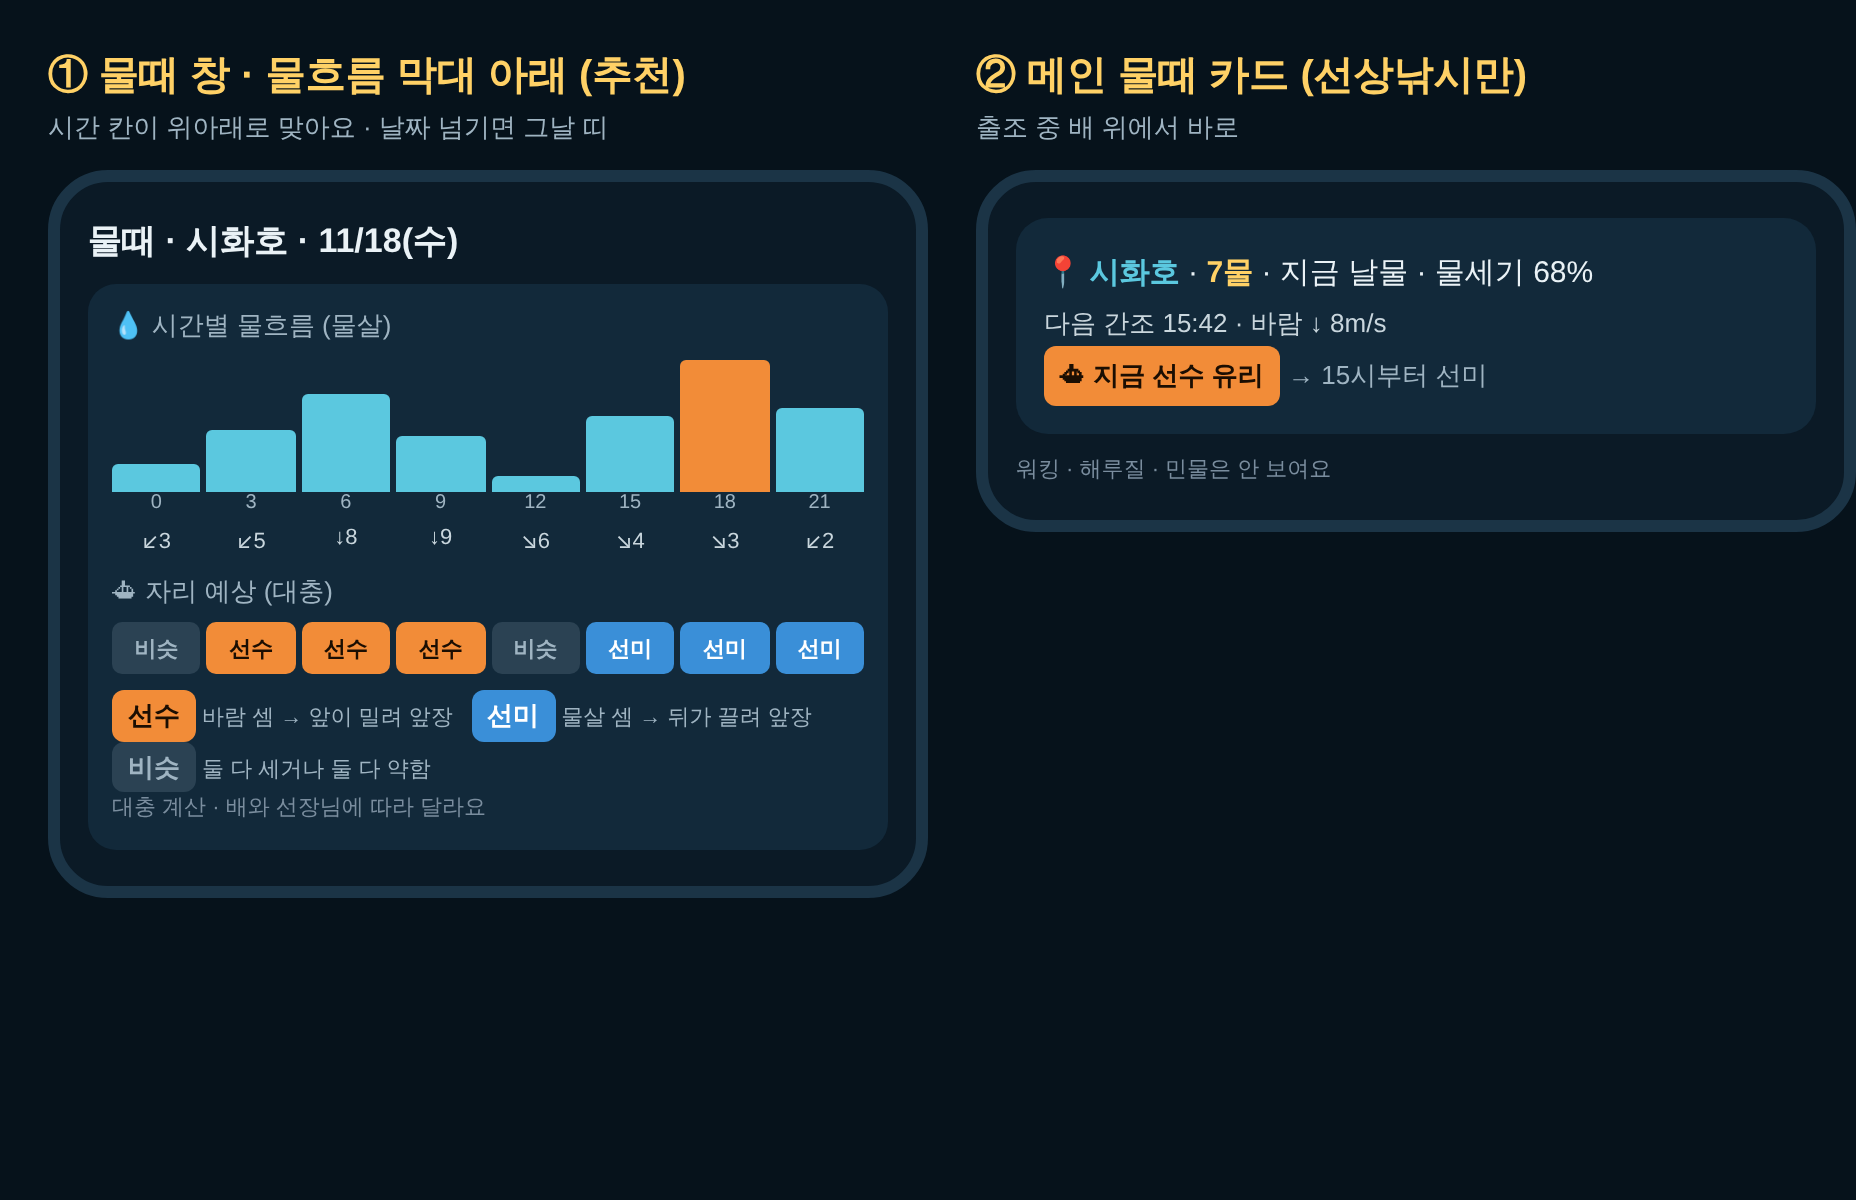 ① 물때 창 · 물흐름 막대 아래 (추천)
시간 칸이 위아래로 맞아요 · 날짜 넘기면 그날 띠
물때 · 시화호 · 11/18(수)
💧 시간별 물흐름 (물살)
0 3 6 9 12 15 18 21
↙3 ↙5 ↓8 ↓9 ↘6 ↘4 ↘3 ↙2
⛴ 자리 예상 (대충)
비슷 선수 선수 선수 비슷 선미 선미 선미
선수 바람 셈 → 앞이 밀려 앞장 선미 물살 셈 → 뒤가 끌려 앞장
비슷 둘 다 세거나 둘 다 약함
대충 계산 · 배와 선장님에 따라 달라요
② 메인 물때 카드 (선상낚시만)
출조 중 배 위에서 바로
📍 시화호 · 7물 · 지금 날물 · 물세기 68%
다음 간조 15:42 · 바람 ↓ 8m/s
⛴ 지금 선수 유리 → 15시부터 선미
워킹 · 해루질 · 민물은 안 보여요